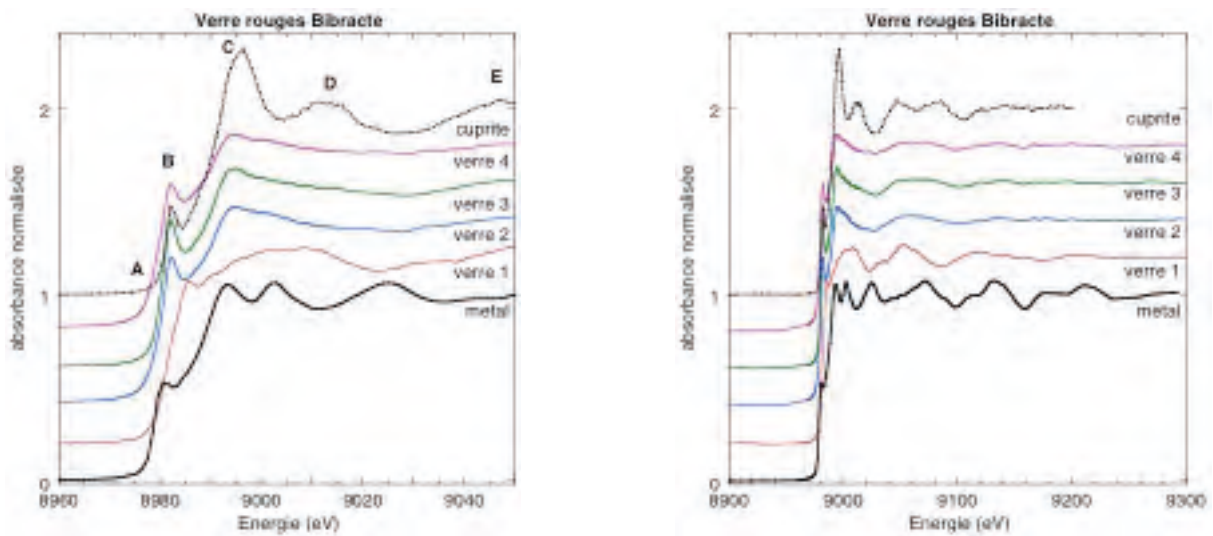 Verre rouges Bibracte
C
E
D
2
cuprite
B
verre 4
verre 3
verre 2
A
verre 1
1
metal
0
absorbance normalisée
8960
8980
9000
9020
9040
Energie (eV)
Verre rouges Bibracte
2
cuprite
verre 4
verre 3
verre 2
verre 1
1
metal
0
absorbance normalisée
8900
9000
9100
9200
9300
Energie (eV)